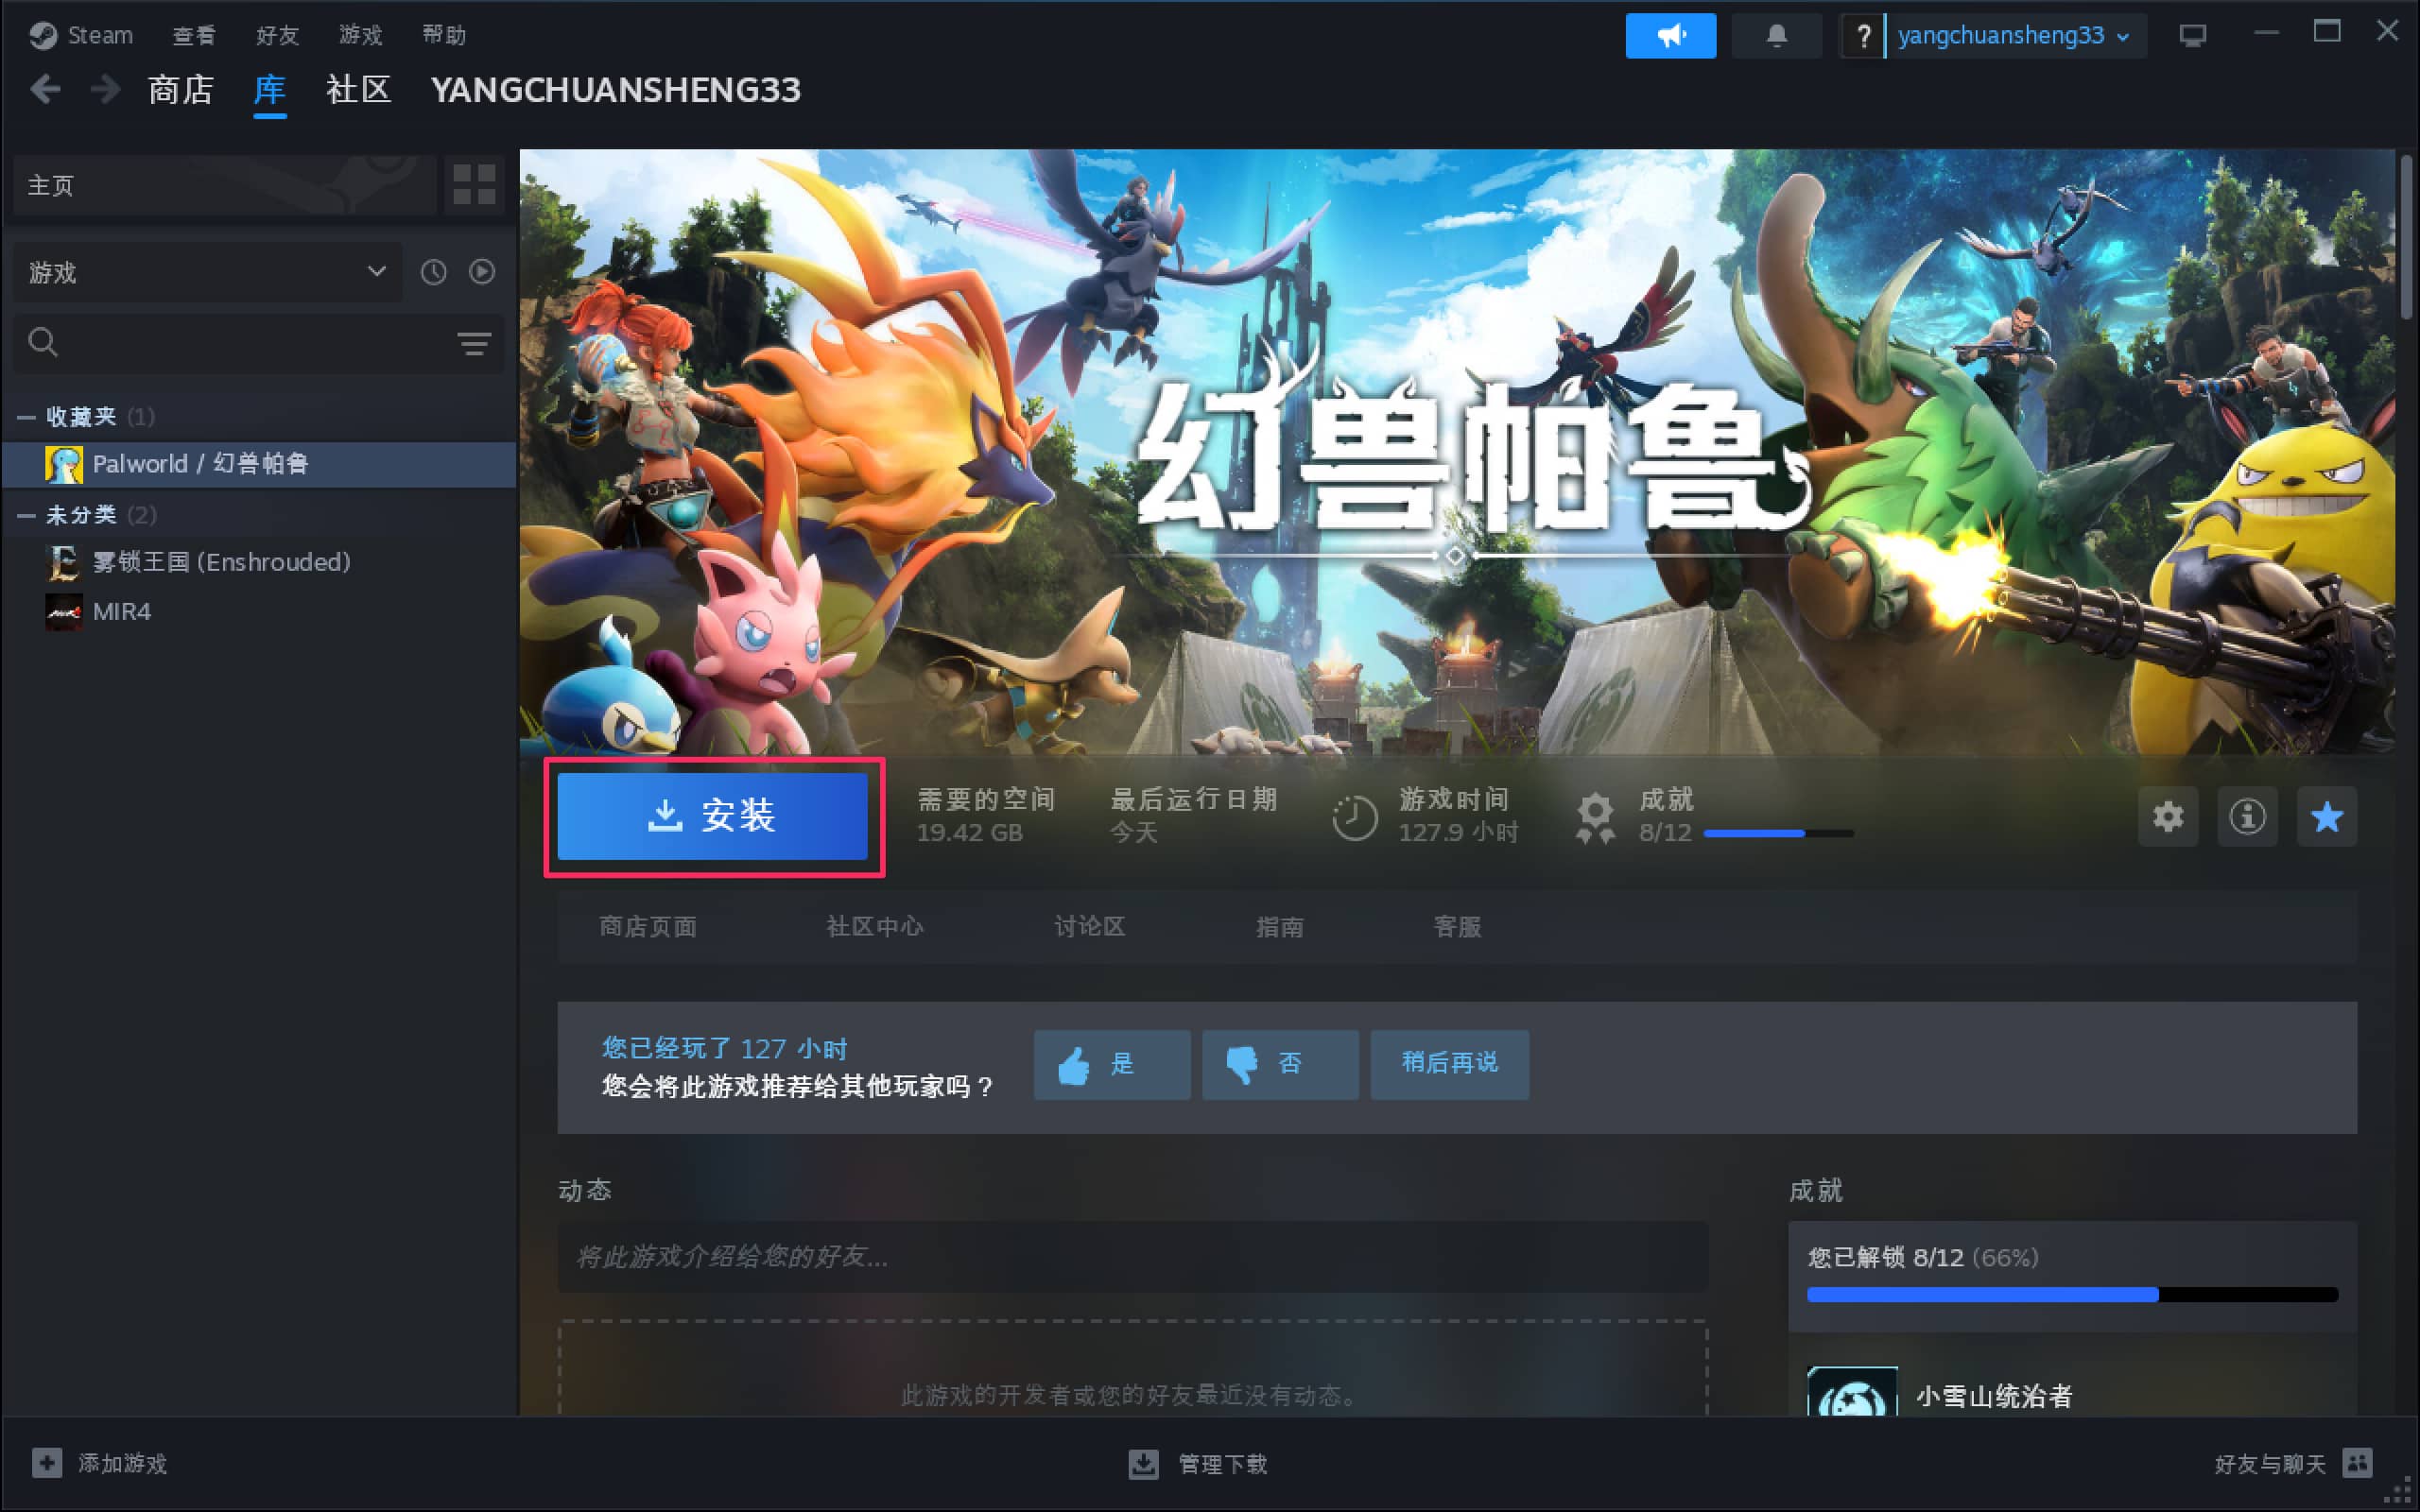 Steam 查看 好友 游戏 帮助
? yangchuansheng33
商店 库 社区 YANGCHUANSHENG33
主页
游戏
收藏夹 (1)
Palworld / 幻兽帕鲁
未分类 (2)
雾锁王国 (Enshrouded)
MIR4
幻兽帕鲁
安装
需要的空间
19.42 GB
最后运行日期
今天
游戏时间
127.9 小时
成就
8/12
商店页面 社区中心 讨论区 指南 客服
您已经玩了 127 小时
您会将此游戏推荐给其他玩家吗？
是 否 稍后再说
动态
将此游戏介绍给您的好友...
此游戏的开发者或您的好友最近没有动态。
成就
您已解锁 8/12 (66%)
小雪山统治者
添加游戏
管理下载
好友与聊天